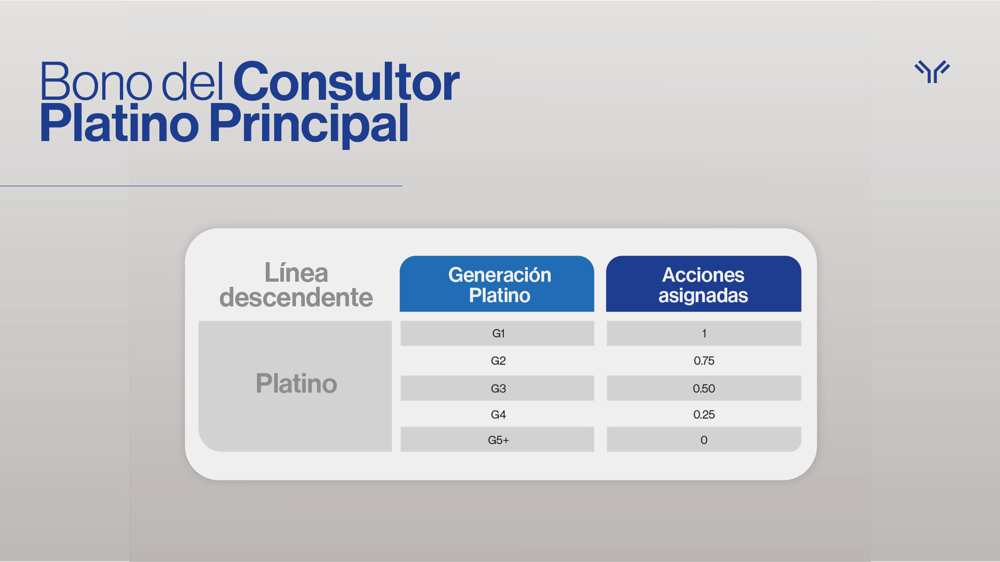 Bono del Consultor
Platino Principal
Línea
descendente
Generación
Platino
Acciones
asignadas
Platino
G1
1
G2
0.75
G3
0.50
G4
0.25
G5+
0